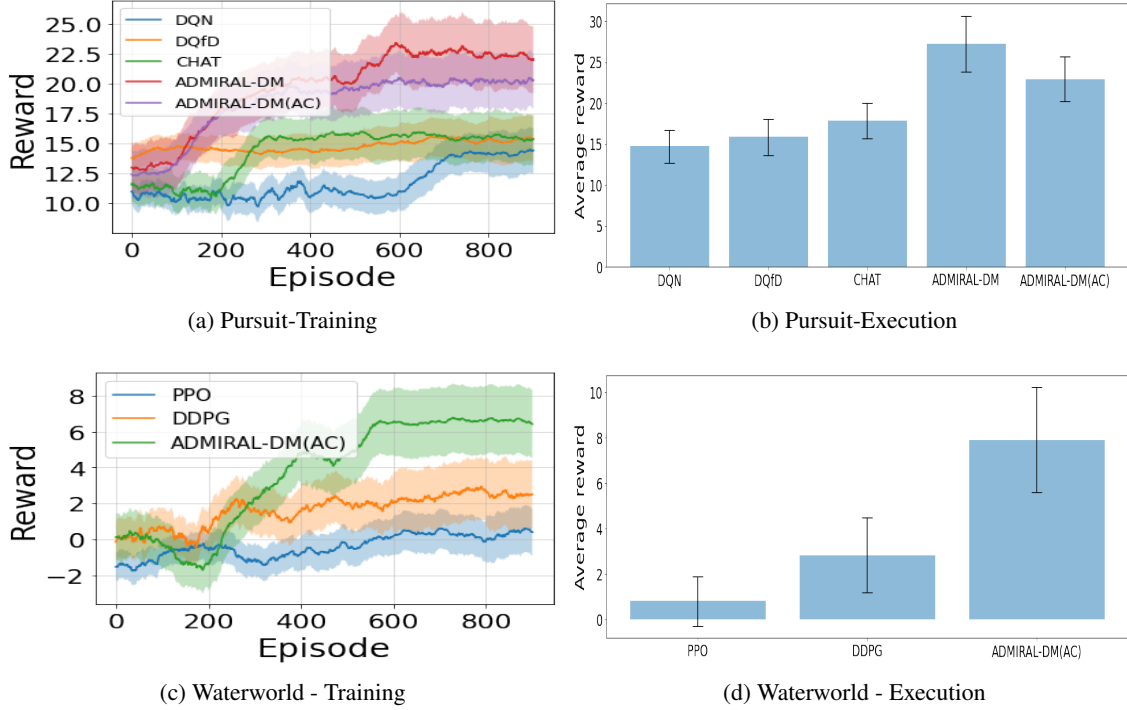 25.0
22.5
20.0
17.5
15.0
12.5
10.0
Reward
DQN
DQfD
CHAT
ADMIRAL-DM
ADMIRAL-DM(AC)
0 200 400 600 800
Episode
(a) Pursuit-Training
30
25
20
15
10
5
0
Average reward
DQN DQfD CHAT ADMIRAL-DM ADMIRAL-DM(AC)
(b) Pursuit-Execution
8
6
4
2
0
−2
Reward
PPO
DDPG
ADMIRAL-DM(AC)
0 200 400 600 800
Episode
(c) Waterworld - Training
10
8
6
4
2
0
Average reward
PPO DDPG ADMIRAL-DM(AC)
(d) Waterworld - Execution